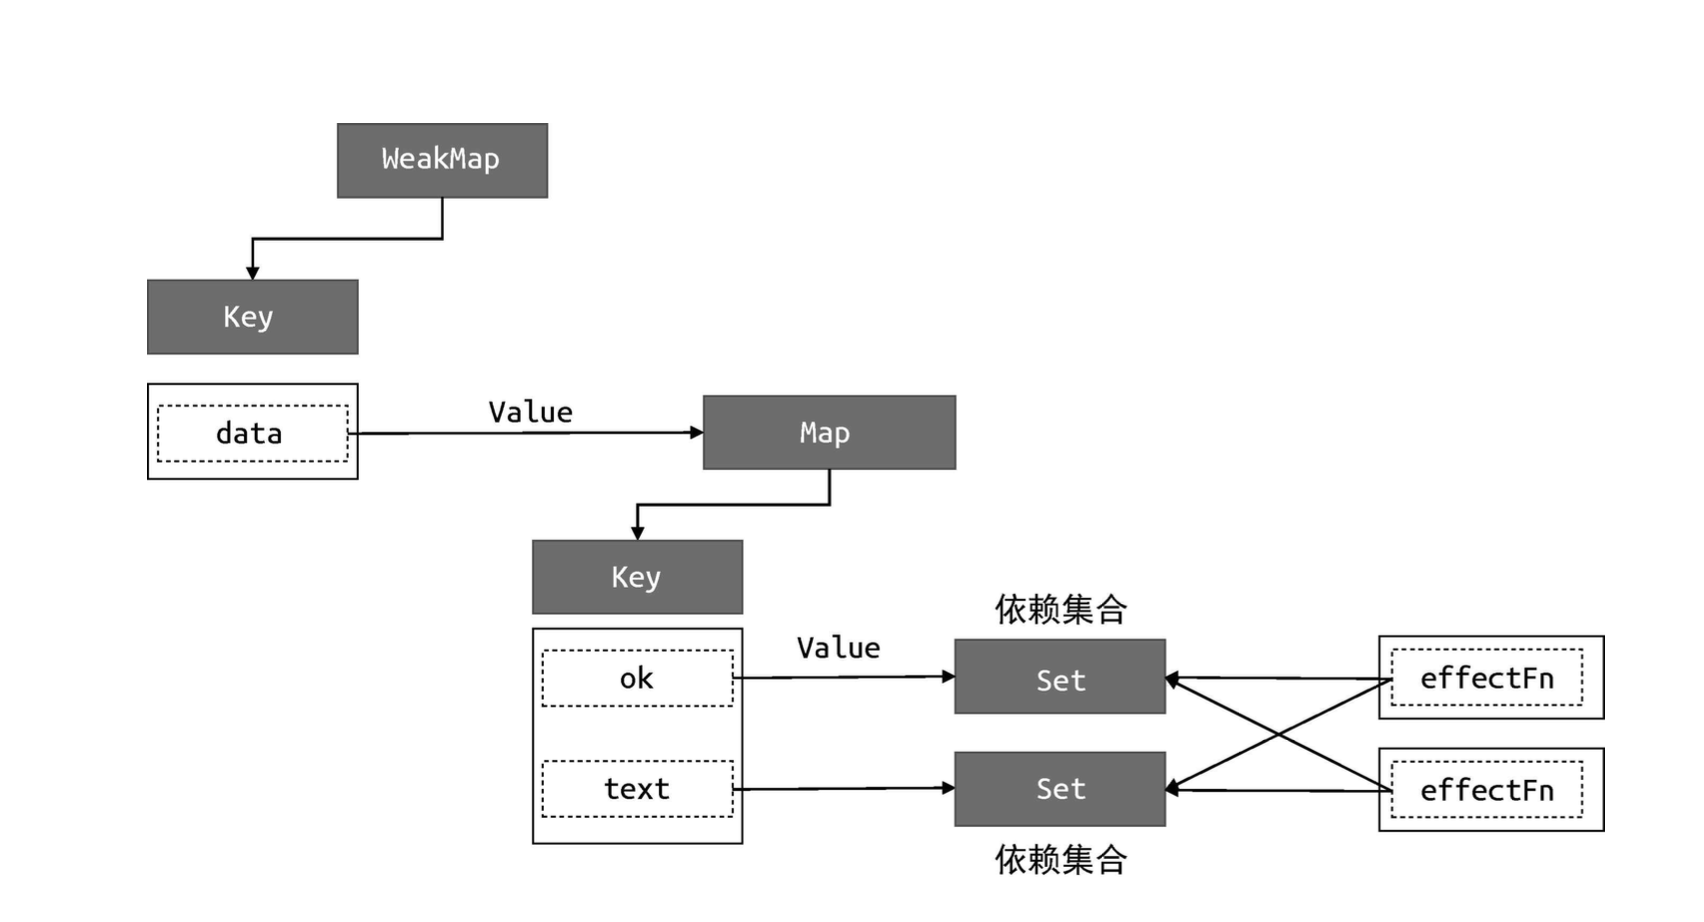 WeakMap
Key
data
Value
Map
Key
依赖集合
ok
Value
Set
effectFn
text
Set
effectFn
依赖集合